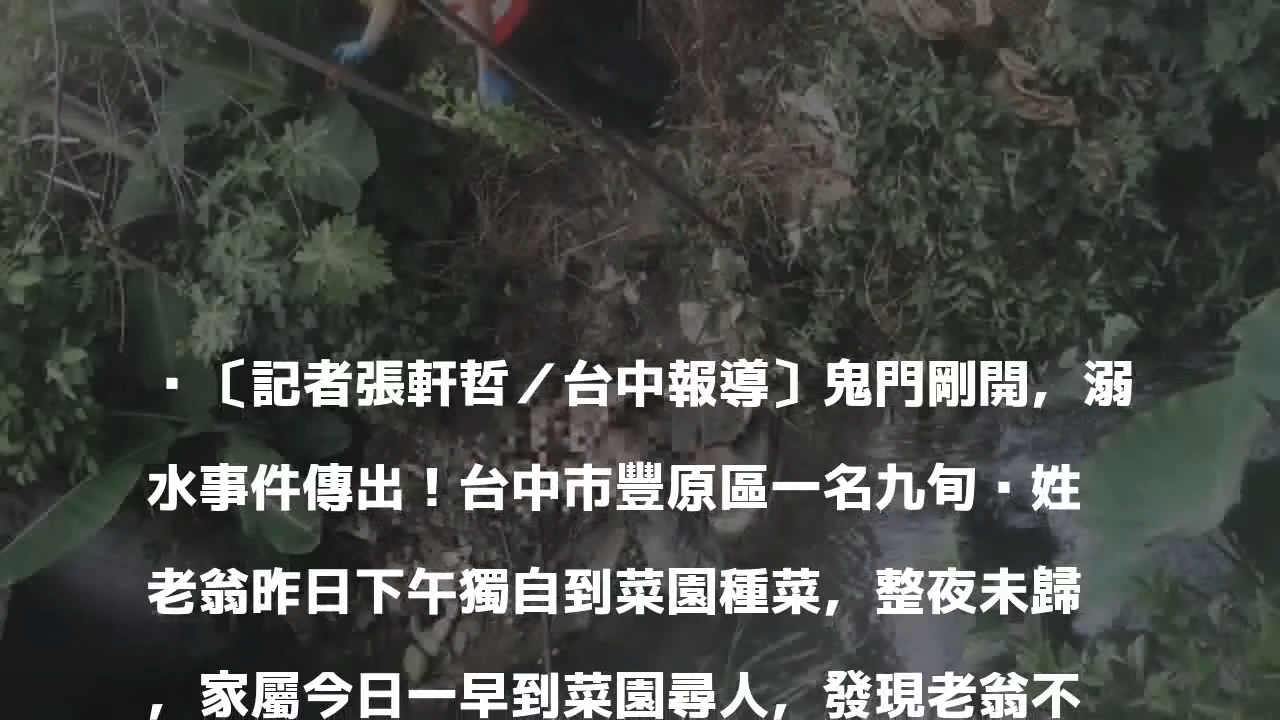 ▪〔記者張軒哲／台中報導〕鬼門剛開，溺
水事件傳出！台中市豐原區一名九旬▪姓
老翁昨日下午獨自到菜園種菜，整夜未歸
，家屬今日一早到菜園尋人，發現老翁不